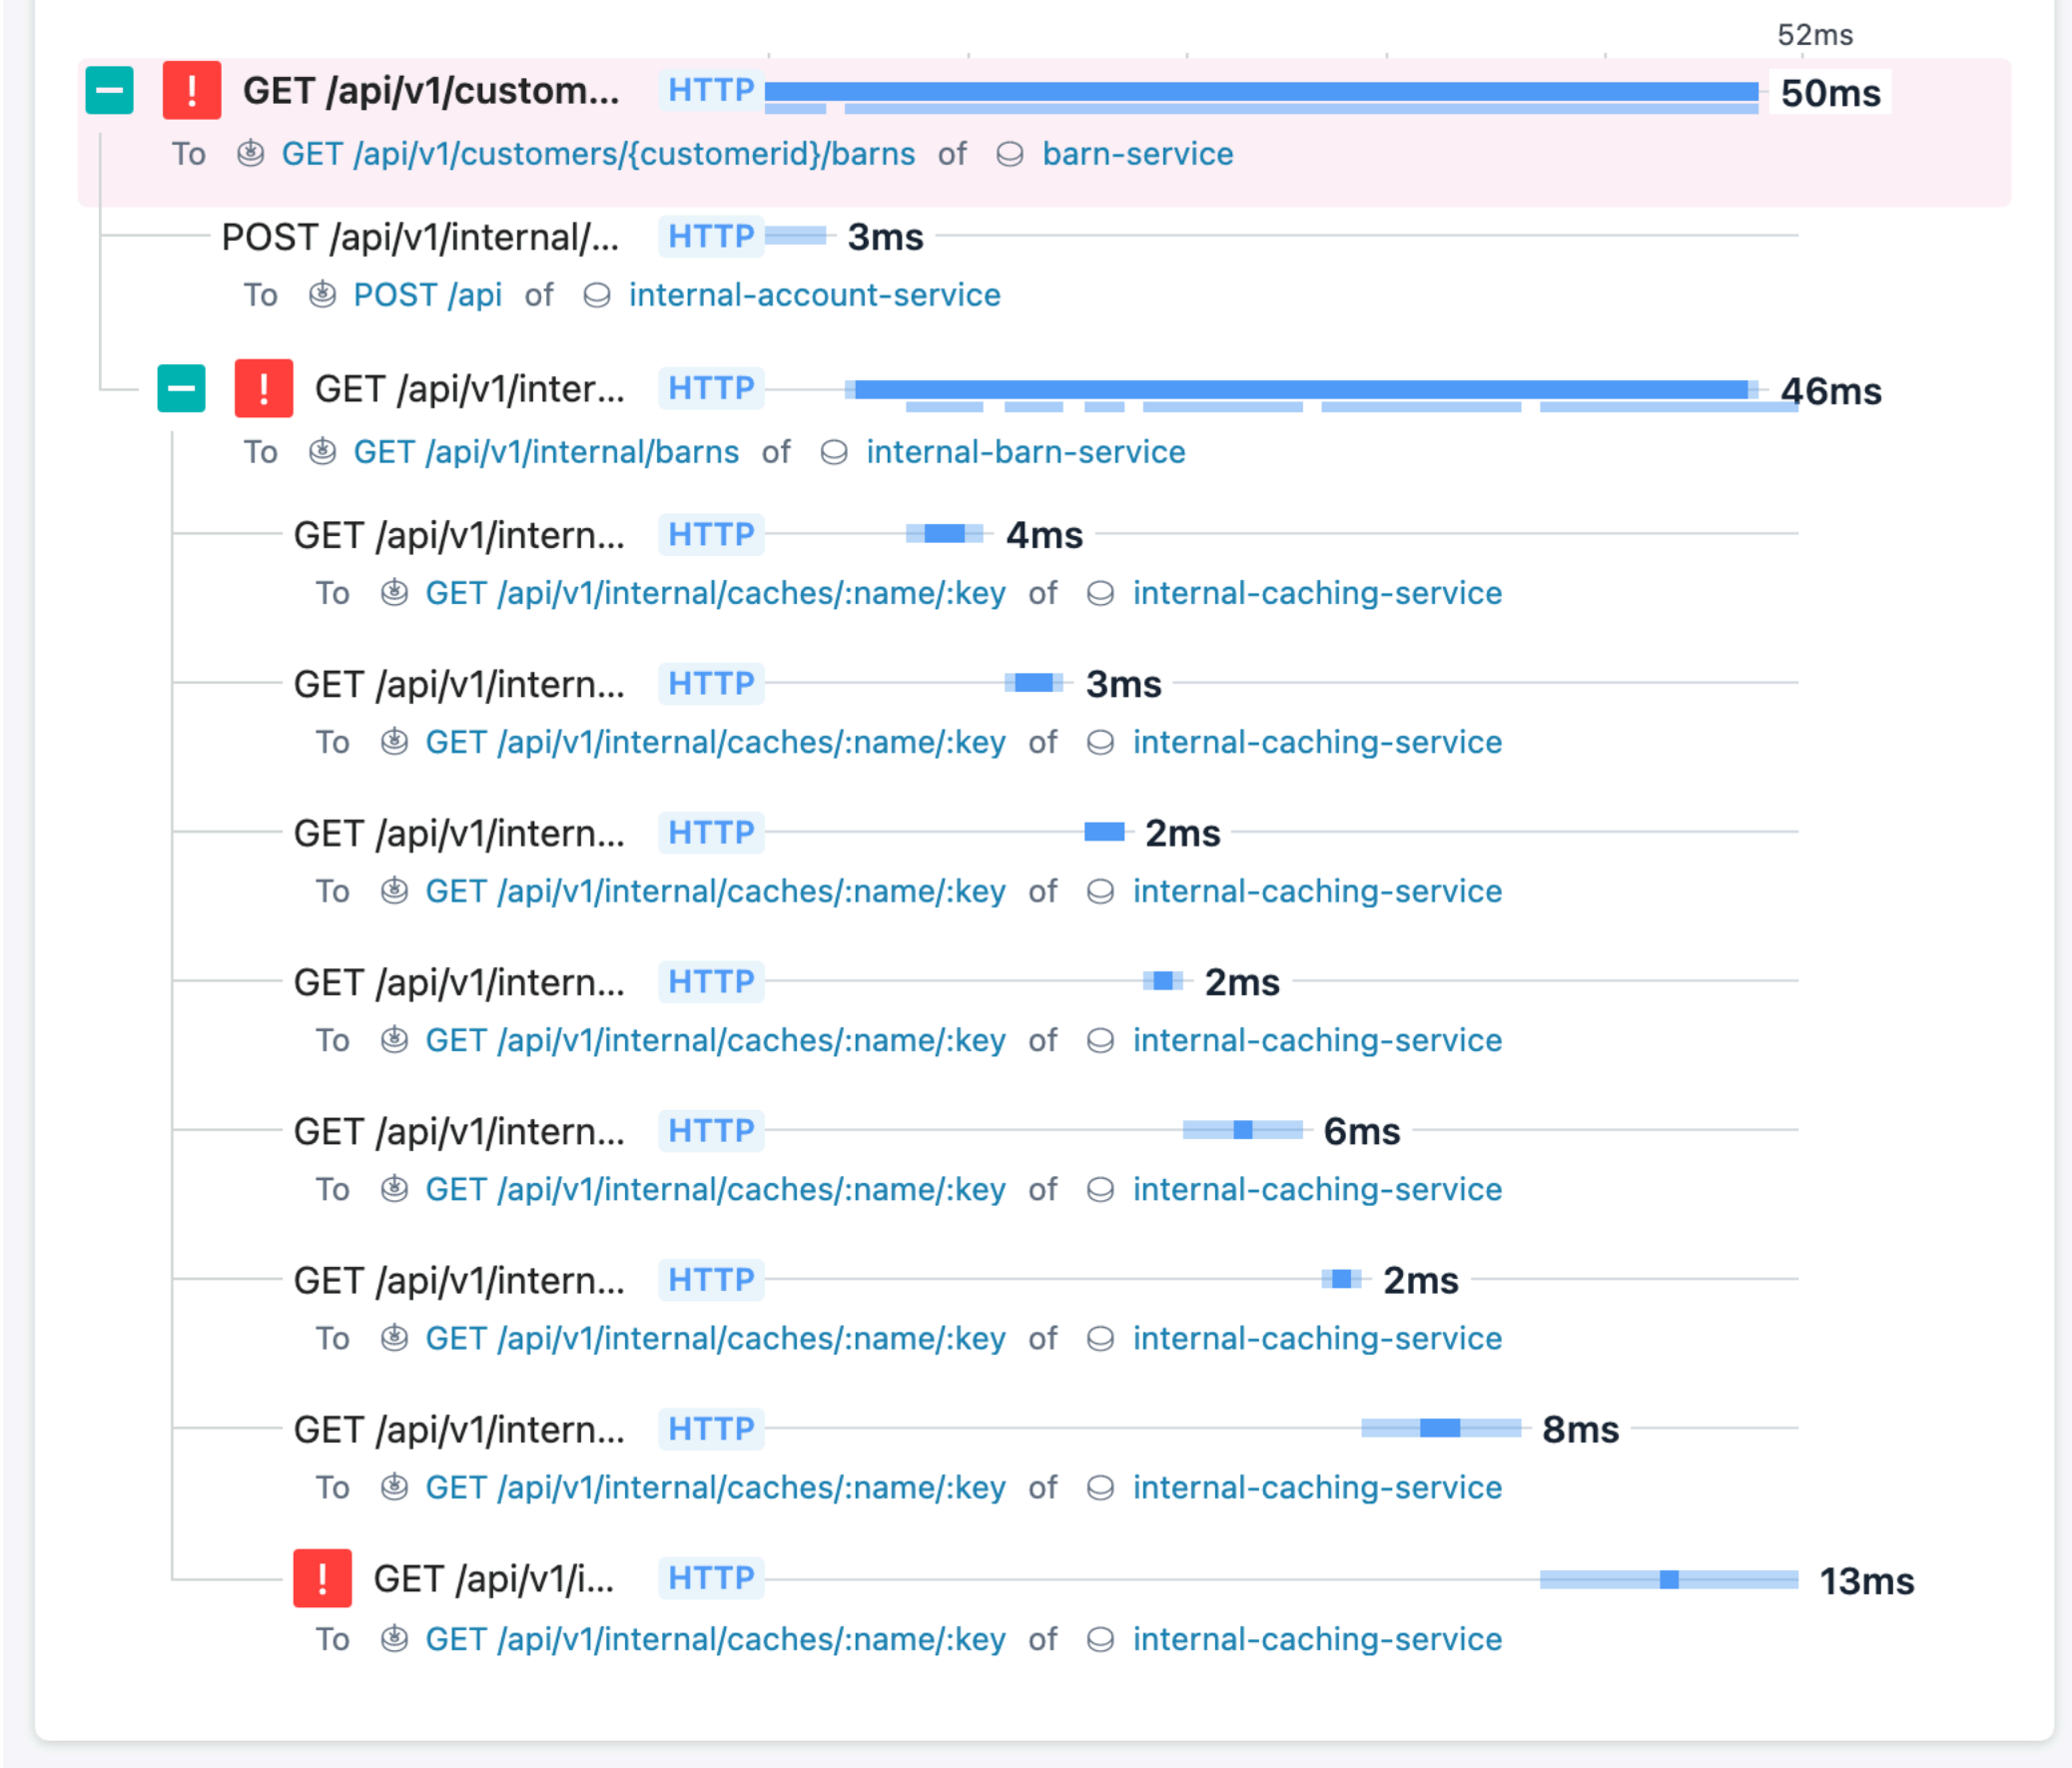 52ms
! GET /api/v1/custom... HTTP 50ms
To GET /api/v1/customers/{customerid}/barns of barn-service
POST /api/v1/internal/... HTTP 3ms
To POST /api of internal-account-service
! GET /api/v1/inter... HTTP 46ms
To GET /api/v1/internal/barns of internal-barn-service
GET /api/v1/intern... HTTP 4ms
To GET /api/v1/internal/caches/:name/:key of internal-caching-service
GET /api/v1/intern... HTTP 3ms
To GET /api/v1/internal/caches/:name/:key of internal-caching-service
GET /api/v1/intern... HTTP 2ms
To GET /api/v1/internal/caches/:name/:key of internal-caching-service
GET /api/v1/intern... HTTP 2ms
To GET /api/v1/internal/caches/:name/:key of internal-caching-service
GET /api/v1/intern... HTTP 6ms
To GET /api/v1/internal/caches/:name/:key of internal-caching-service
GET /api/v1/intern... HTTP 2ms
To GET /api/v1/internal/caches/:name/:key of internal-caching-service
GET /api/v1/intern... HTTP 8ms
To GET /api/v1/internal/caches/:name/:key of internal-caching-service
! GET /api/v1/i... HTTP 13ms
To GET /api/v1/internal/caches/:name/:key of internal-caching-service